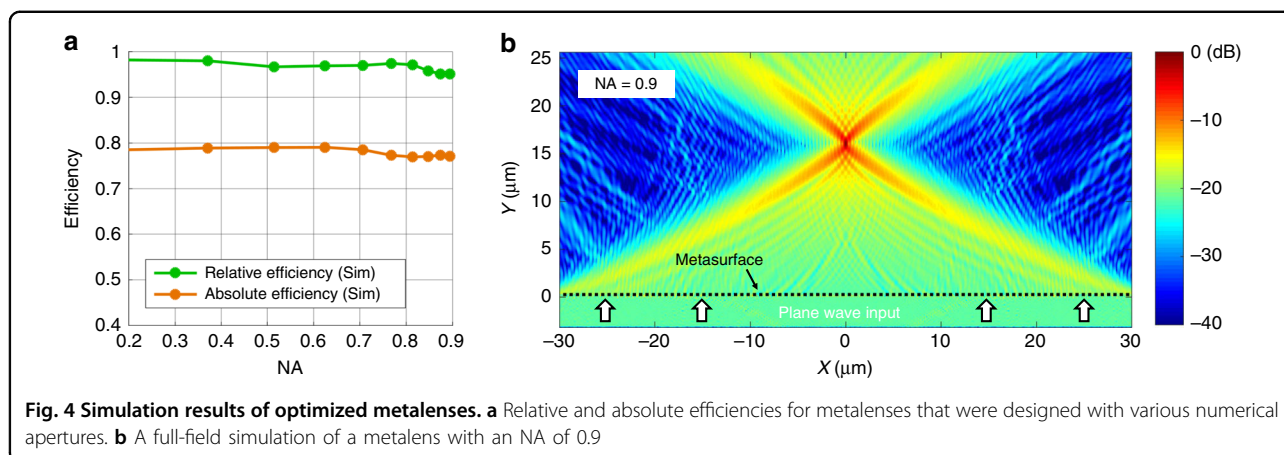 a
1
0.9
0.8
0.7
0.6
0.5
0.4
Efficiency
Relative efficiency (Sim)
Absolute efficiency (Sim)
0.2 0.3 0.4 0.5 0.6 0.7 0.8 0.9
NA
b
25
20
15
10
5
0
Y (μm)
NA = 0.9
Metasurface
Plane wave input
−30 −20 −10 0 10 20 30
X (μm)
0 (dB)
−10
−20
−30
−40
Fig. 4 Simulation results of optimized metalenses. a Relative and absolute efficiencies for metalenses that were designed with various numerical
apertures. b A full-field simulation of a metalens with an NA of 0.9